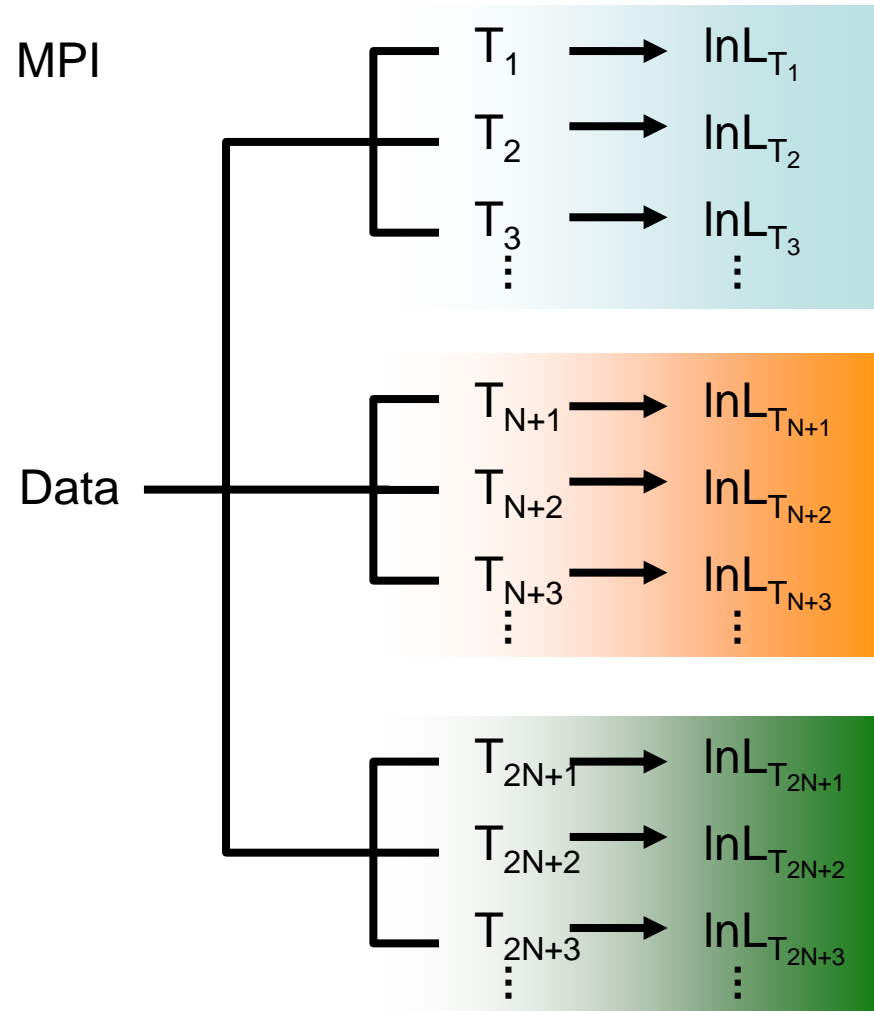 MPI
T1 lnLT1
T2 lnLT2
T3 lnLT3
⋮ ⋮
TN+1 lnLTN+1
Data TN+2 lnLTN+2
TN+3 lnLTN+3
⋮ ⋮
T2N+1 lnLT2N+1
T2N+2 lnLT2N+2
T2N+3 lnLT2N+3
⋮ ⋮